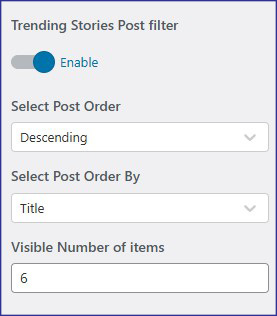 Trending Stories Post filter
Enable
Select Post Order
Descending
Select Post Order By
Title
Visible Number of items
6